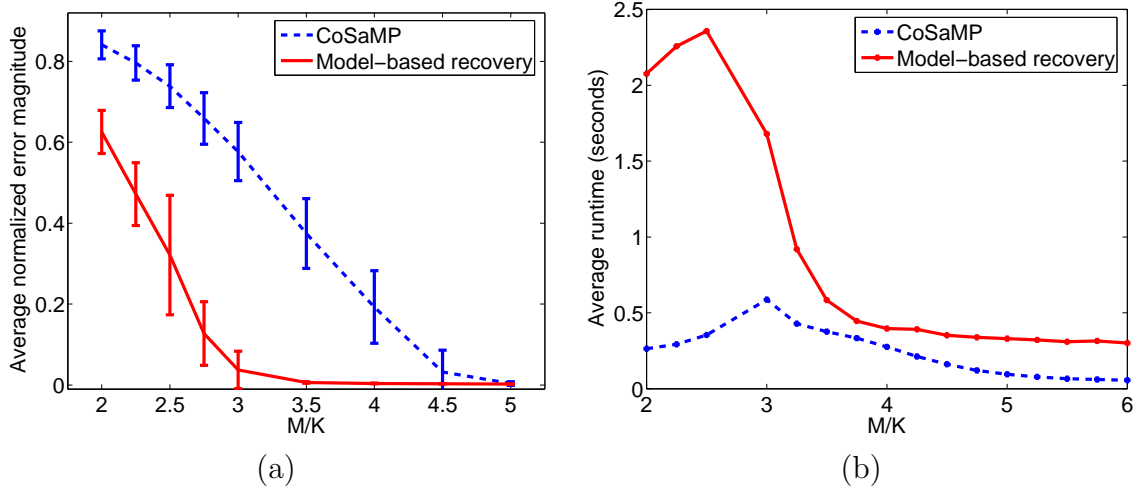 Average normalized error magnitude
0.8
0.6
0.4
0.2
0
2
2.5
3
3.5
4
4.5
5
M/K
CoSaMP
Model−based recovery
(a)
Average runtime (seconds)
2.5
2
1.5
1
0.5
0
2
3
4
5
6
M/K
CoSaMP
Model−based recovery
(b)